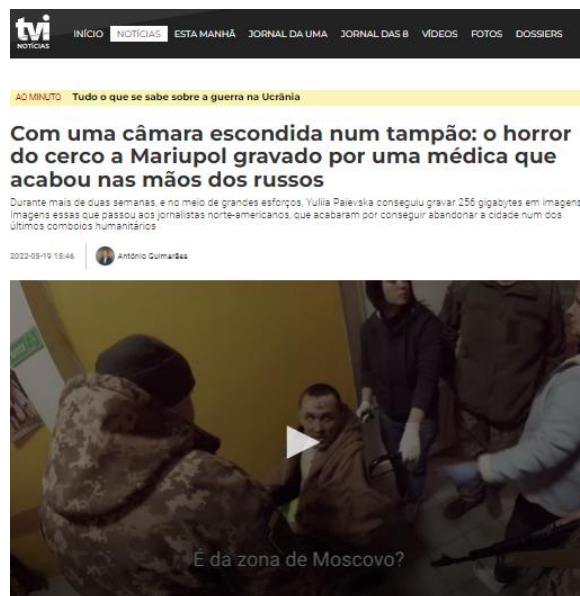 tvi
NOTÍCIAS
INÍCIO NOTÍCIAS ESTA MANHÃ JORNAL DA UMA JORNAL DAS 8 VÍDEOS FOTOS DOSSIERS
AO MINUTO Tudo o que se sabe sobre a guerra na Ucrânia
Com uma câmara escondida num tampão: o horror
do cerco a Mariupol gravado por uma médica que
acabou nas mãos dos russos
Durante mais de duas semanas, e no meio de grandes esforços, Yuliia Paievska conseguiu gravar 256 gigabytes em imagens.
Imagens essas que passou aos jornalistas norte-americanos, que acabaram por conseguir abandonar a cidade num dos
últimos comboios humanitários
2022-05-19 15:46 António Guimarães
É da zona de Moscovo?